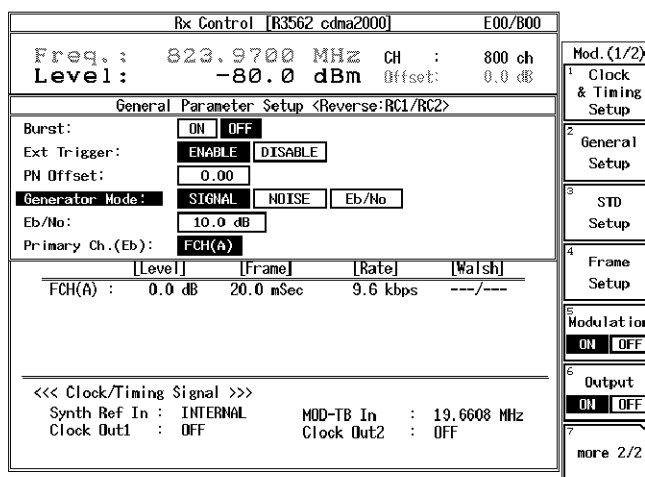 Rx Control [R3562 cdma2000] E00/B00
Freq.: 823.9700 MHz CH : 800 ch
Level: -80.0 dBm Offset: 0.0 dB
General Parameter Setup <Reverse:RC1/RC2>
Burst: ON OFF
Ext Trigger: ENABLE DISABLE
PN Offset: 0.00
Generator Mode: SIGNAL NOISE Eb/No
Eb/No: 10.0 dB
Primary Ch.(Eb): FCH(A)
[Level] [Frame] [Rate] [Walsh]
FCH(A) : 0.0 dB 20.0 mSec 9.6 kbps ---/---
<<< Clock/Timing Signal >>>
Synth Ref In : INTERNAL MOD-TB In : 19.6608 MHz
Clock Out1 : OFF Clock Out2 : OFF
Mod.(1/2)
1 Clock
& Timing
Setup
2
General
Setup
3
STD
Setup
4
Frame
Setup
5
Modulation
ON OFF
6
Output
ON OFF
7
more 2/2